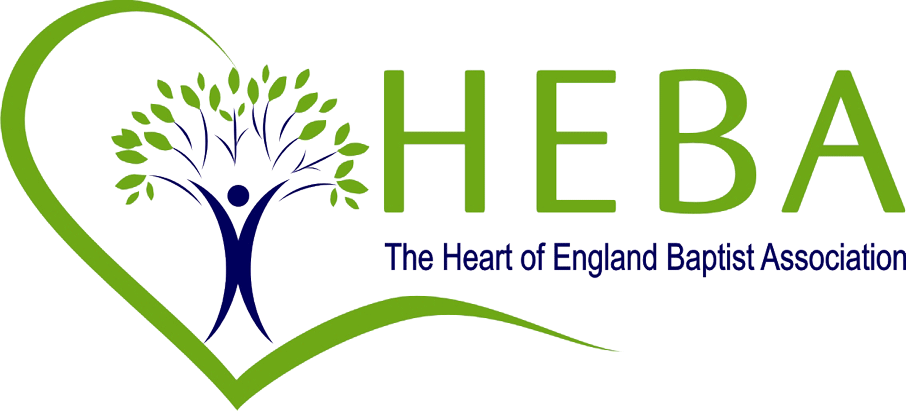 HEBA
The Heart of England Baptist Association